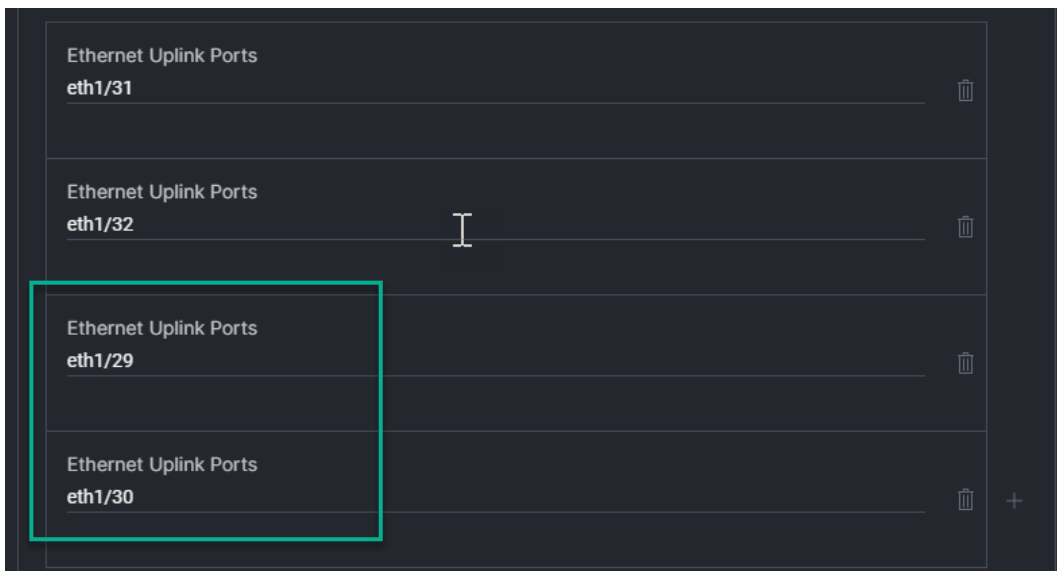 Ethernet Uplink Ports
eth1/31
Ethernet Uplink Ports
eth1/32
Ethernet Uplink Ports
eth1/29
Ethernet Uplink Ports
eth1/30